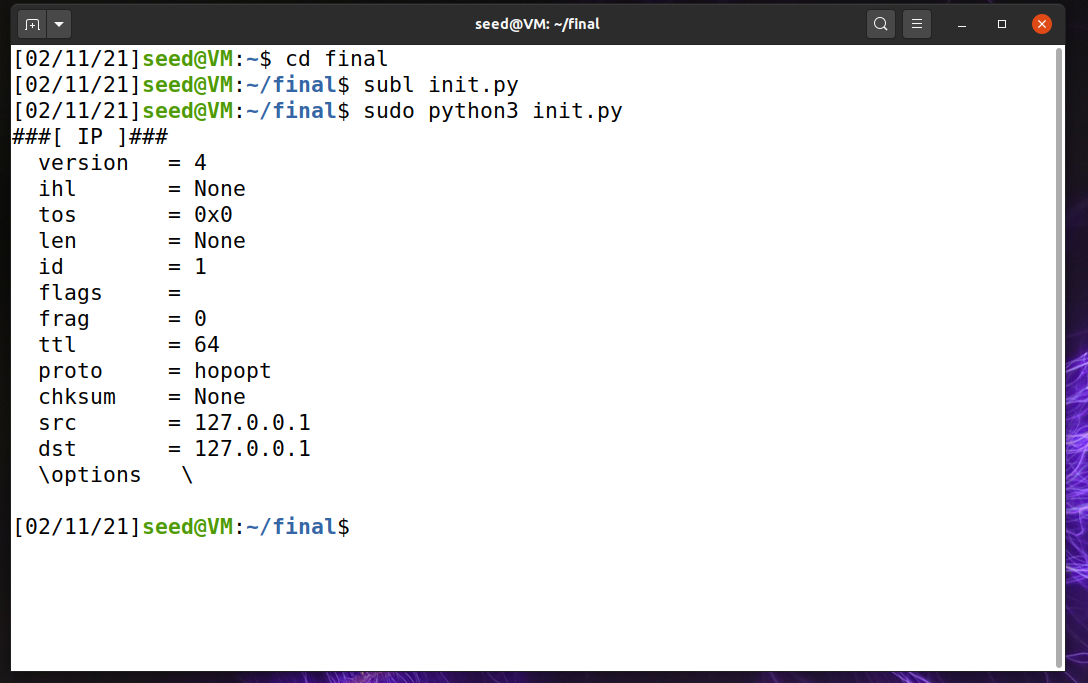 seed@VM: ~/final
[02/11/21]seed@VM:~$ cd final
[02/11/21]seed@VM:~/final$ subl init.py
[02/11/21]seed@VM:~/final$ sudo python3 init.py
###[ IP ]###
  version   = 4
  ihl       = None
  tos       = 0x0
  len       = None
  id        = 1
  flags     =
  frag      = 0
  ttl       = 64
  proto     = hopopt
  chksum    = None
  src       = 127.0.0.1
  dst       = 127.0.0.1
  \options   \
[02/11/21]seed@VM:~/final$